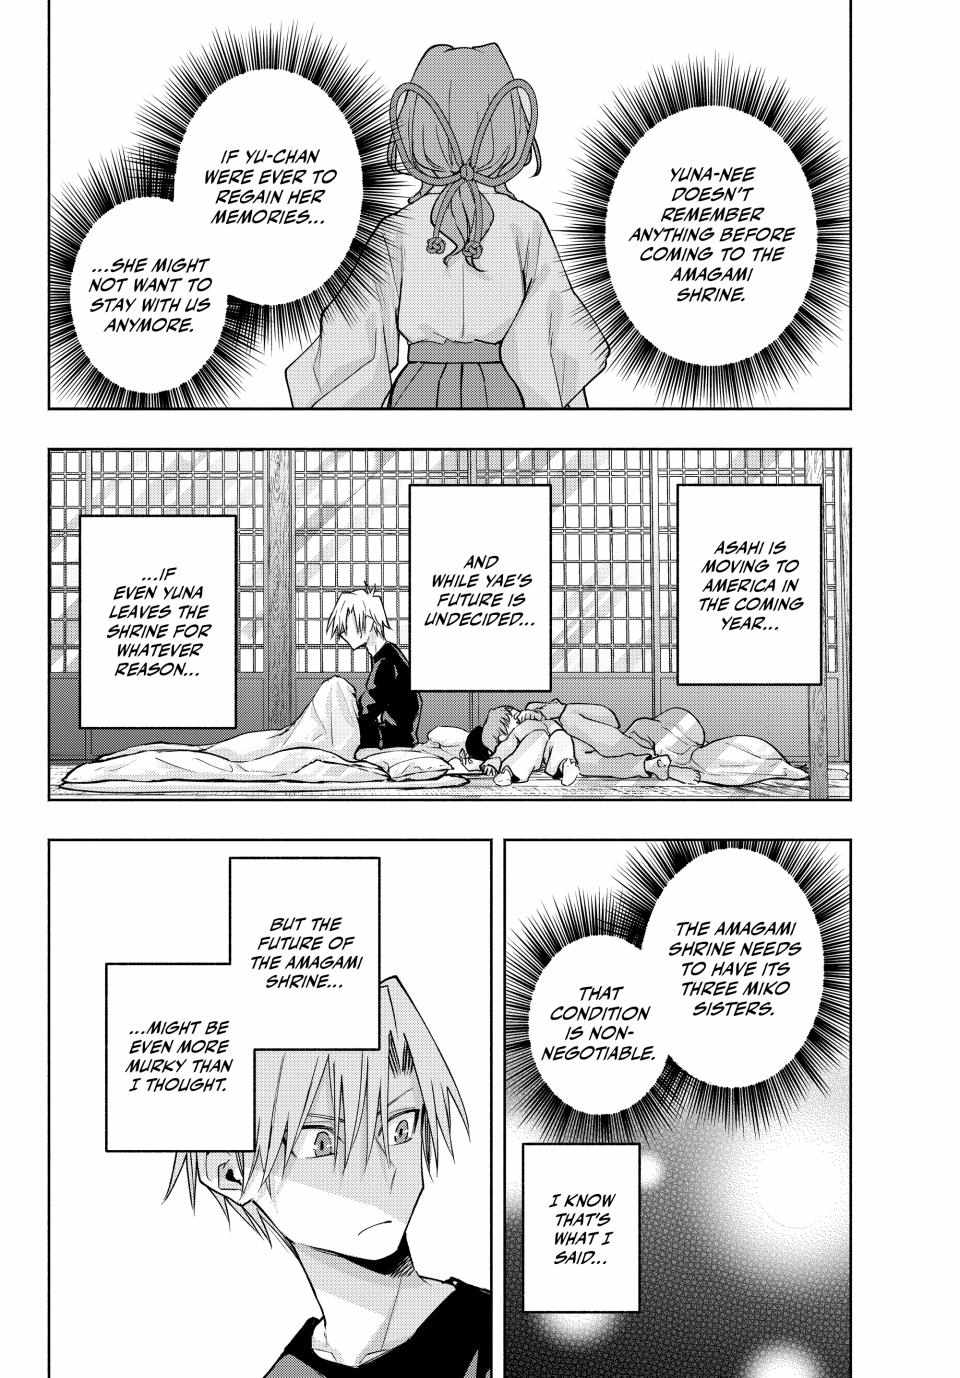 YUNA-NEE
DOESN'T
REMEMBER
ANYTHING BEFORE
COMING TO THE
AMAGAMI
SHRINE.
IF YU-CHAN
WERE EVER TO
REGAIN HER
MEMORIES...
...SHE MIGHT
NOT WANT TO
STAY WITH US
ANYMORE.
ASAHI IS
MOVING TO
AMERICA IN
THE COMING
YEAR...
AND
WHILE YAE'S
FUTURE IS
UNDECIDED...
...IF
EVEN YUNA
LEAVES THE
SHRINE FOR
WHATEVER
REASON...
THE AMAGAMI
SHRINE NEEDS
TO HAVE ITS
THREE MIKO
SISTERS.
THAT
CONDITION
IS NON-
NEGOTIABLE.
I KNOW
THAT'S
WHAT I
SAID...
BUT THE
FUTURE OF
THE AMAGAMI
SHRINE...
...MIGHT BE
EVEN MORE
MURKY THAN
I THOUGHT.